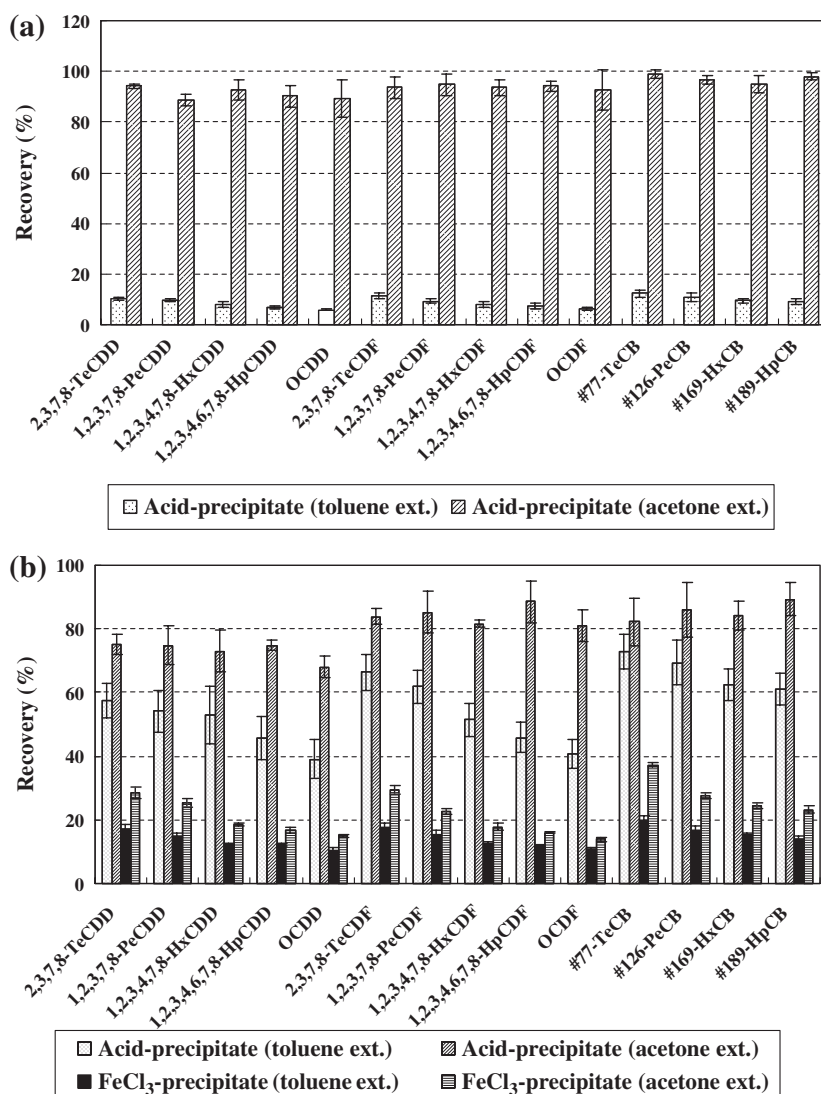 (a)
120
100
80
60
40
20
0
Recovery (%)
2,3,7,8-TeCDD
1,2,3,7,8-PeCDD
1,2,3,4,7,8-HxCDD
1,2,3,4,6,7,8-HpCDD
OCDD
2,3,7,8-TeCDF
1,2,3,7,8-PeCDF
1,2,3,4,7,8-HxCDF
1,2,3,4,6,7,8-HpCDF
OCDF
#77-TeCB
#126-PeCB
#169-HxCB
#189-HpCB
Acid-precipitate (toluene ext.) Acid-precipitate (acetone ext.)
(b)
100
80
60
40
20
0
Recovery (%)
2,3,7,8-TeCDD
1,2,3,7,8-PeCDD
1,2,3,4,7,8-HxCDD
1,2,3,4,6,7,8-HpCDD
OCDD
2,3,7,8-TeCDF
1,2,3,7,8-PeCDF
1,2,3,4,7,8-HxCDF
1,2,3,4,6,7,8-HpCDF
OCDF
#77-TeCB
#126-PeCB
#169-HxCB
#189-HpCB
Acid-precipitate (toluene ext.) Acid-precipitate (acetone ext.)
FeCl₃-precipitate (toluene ext.) FeCl₃-precipitate (acetone ext.)